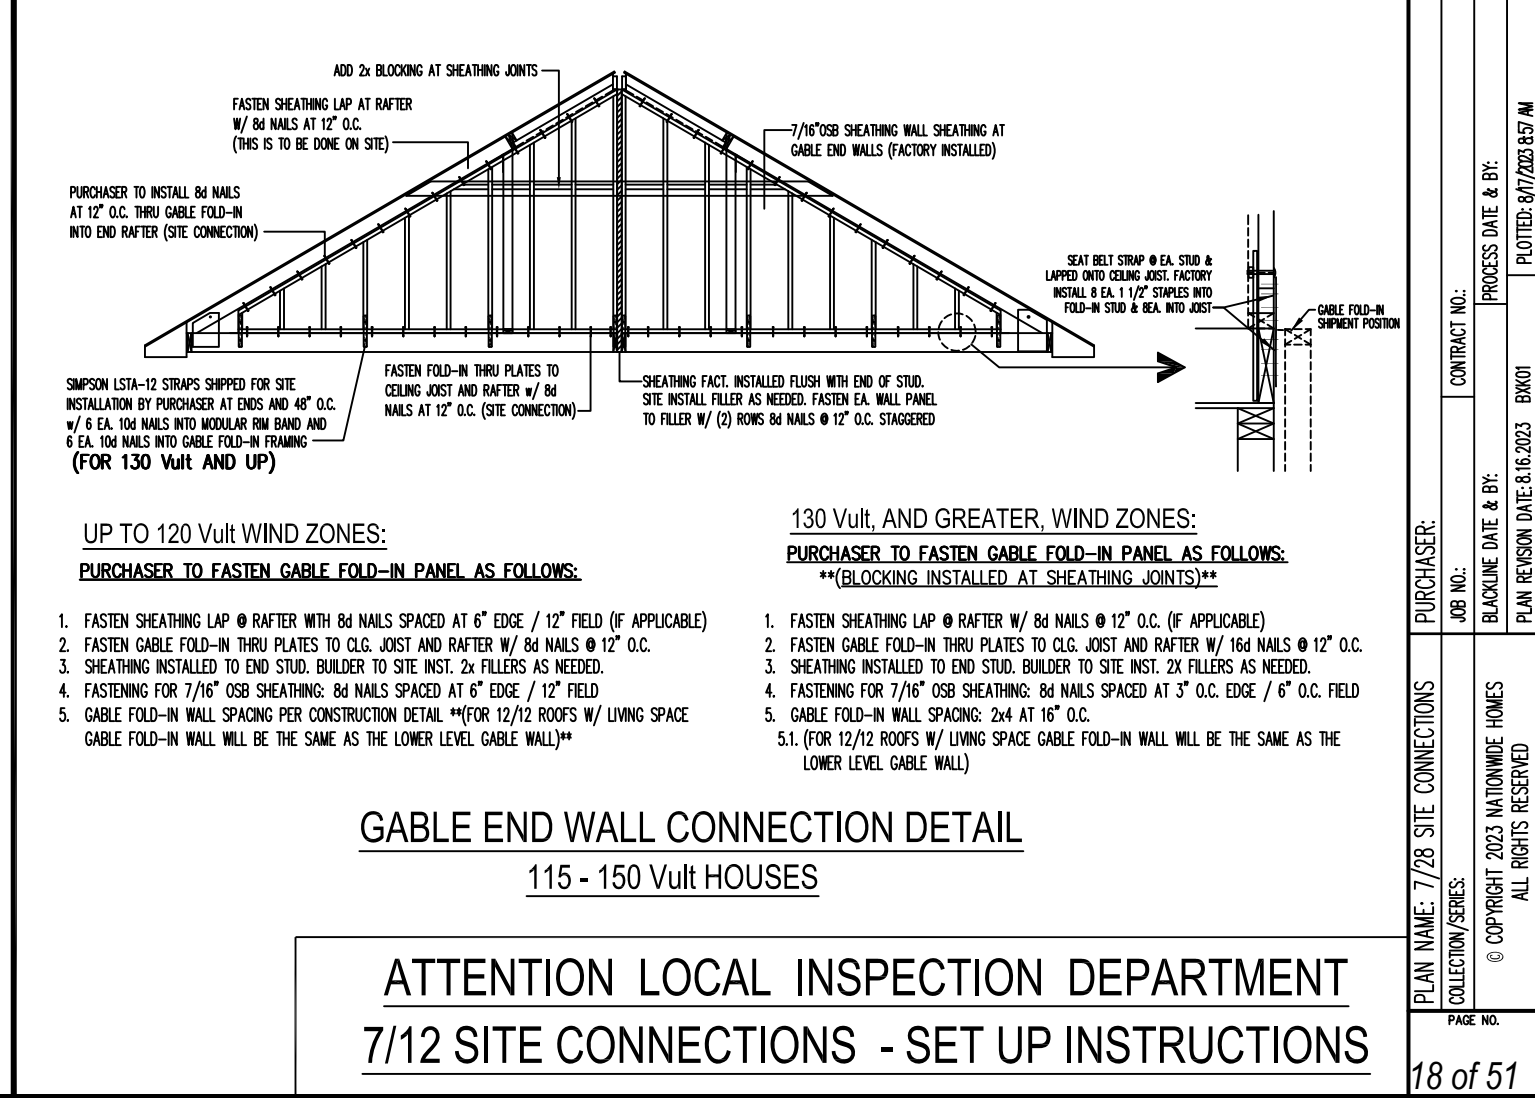 ADD 2x BLOCKING AT SHEATHING JOINTS
FASTEN SHEATHING LAP AT RAFTER
W/ 8d NAILS AT 12" O.C.
(THIS IS TO BE DONE ON SITE)
7/16"OSB SHEATHING WALL SHEATHING AT
GABLE END WALLS (FACTORY INSTALLED)
PURCHASER TO INSTALL 8d NAILS
AT 12" O.C. THRU GABLE FOLD-IN
INTO END RAFTER (SITE CONNECTION)
SEAT BELT STRAP @ EA. STUD &
LAPPED ONTO CEILING JOIST. FACTORY
INSTALL 8 EA. 1 1/2" STAPLES INTO
FOLD-IN STUD & 8EA. INTO JOIST
GABLE FOLD-IN
SHIPMENT POSITION
SIMPSON LSTA-12 STRAPS SHIPPED FOR SITE
INSTALLATION BY PURCHASER AT ENDS AND 48" O.C.
w/ 6 EA. 10d NAILS INTO MODULAR RIM BAND AND
6 EA. 10d NAILS INTO GABLE FOLD-IN FRAMING
(FOR 130 Vult AND UP)
FASTEN FOLD-IN THRU PLATES TO
CEILING JOIST AND RAFTER w/ 8d
NAILS AT 12" O.C. (SITE CONNECTION)
SHEATHING FACT. INSTALLED FLUSH WITH END OF STUD.
SITE INSTALL FILLER AS NEEDED. FASTEN EA. WALL PANEL
TO FILLER W/ (2) ROWS 8d NAILS @ 12" O.C. STAGGERED
UP TO 120 Vult WIND ZONES:
PURCHASER TO FASTEN GABLE FOLD-IN PANEL AS FOLLOWS:
1. FASTEN SHEATHING LAP @ RAFTER WITH 8d NAILS SPACED AT 6" EDGE / 12" FIELD (IF APPLICABLE)
2. FASTEN GABLE FOLD-IN THRU PLATES TO CLG. JOIST AND RAFTER W/ 8d NAILS @ 12" O.C.
3. SHEATHING INSTALLED TO END STUD. BUILDER TO SITE INST. 2x FILLERS AS NEEDED.
4. FASTENING FOR 7/16" OSB SHEATHING: 8d NAILS SPACED AT 6" EDGE / 12" FIELD
5. GABLE FOLD-IN WALL SPACING PER CONSTRUCTION DETAIL **(FOR 12/12 ROOFS W/ LIVING SPACE
GABLE FOLD-IN WALL WILL BE THE SAME AS THE LOWER LEVEL GABLE WALL)**
130 Vult, AND GREATER, WIND ZONES:
PURCHASER TO FASTEN GABLE FOLD-IN PANEL AS FOLLOWS:
**(BLOCKING INSTALLED AT SHEATHING JOINTS)**
1. FASTEN SHEATHING LAP @ RAFTER W/ 8d NAILS @ 12" O.C. (IF APPLICABLE)
2. FASTEN GABLE FOLD-IN THRU PLATES TO CLG. JOIST AND RAFTER W/ 16d NAILS @ 12" O.C.
3. SHEATHING INSTALLED TO END STUD. BUILDER TO SITE INST. 2X FILLERS AS NEEDED.
4. FASTENING FOR 7/16" OSB SHEATHING: 8d NAILS SPACED AT 3" O.C. EDGE / 6" O.C. FIELD
5. GABLE FOLD-IN WALL SPACING: 2x4 AT 16" O.C.
5.1. (FOR 12/12 ROOFS W/ LIVING SPACE GABLE FOLD-IN WALL WILL BE THE SAME AS THE
LOWER LEVEL GABLE WALL)
GABLE END WALL CONNECTION DETAIL
115 - 150 Vult HOUSES
ATTENTION LOCAL INSPECTION DEPARTMENT
7/12 SITE CONNECTIONS - SET UP INSTRUCTIONS
PLAN NAME: 7/28 SITE CONNECTIONS
PURCHASER:
COLLECTION/SERIES:
JOB NO.:
CONTRACT NO.:
© COPYRIGHT 2023 NATIONWIDE HOMES
ALL RIGHTS RESERVED
BLACKLINE DATE & BY:
PROCESS DATE & BY:
PLAN REVISION DATE: 8.16.2023 BXK01
PLOTTED: 8/17/2023 8:57 AM
PAGE NO.
18 of 51